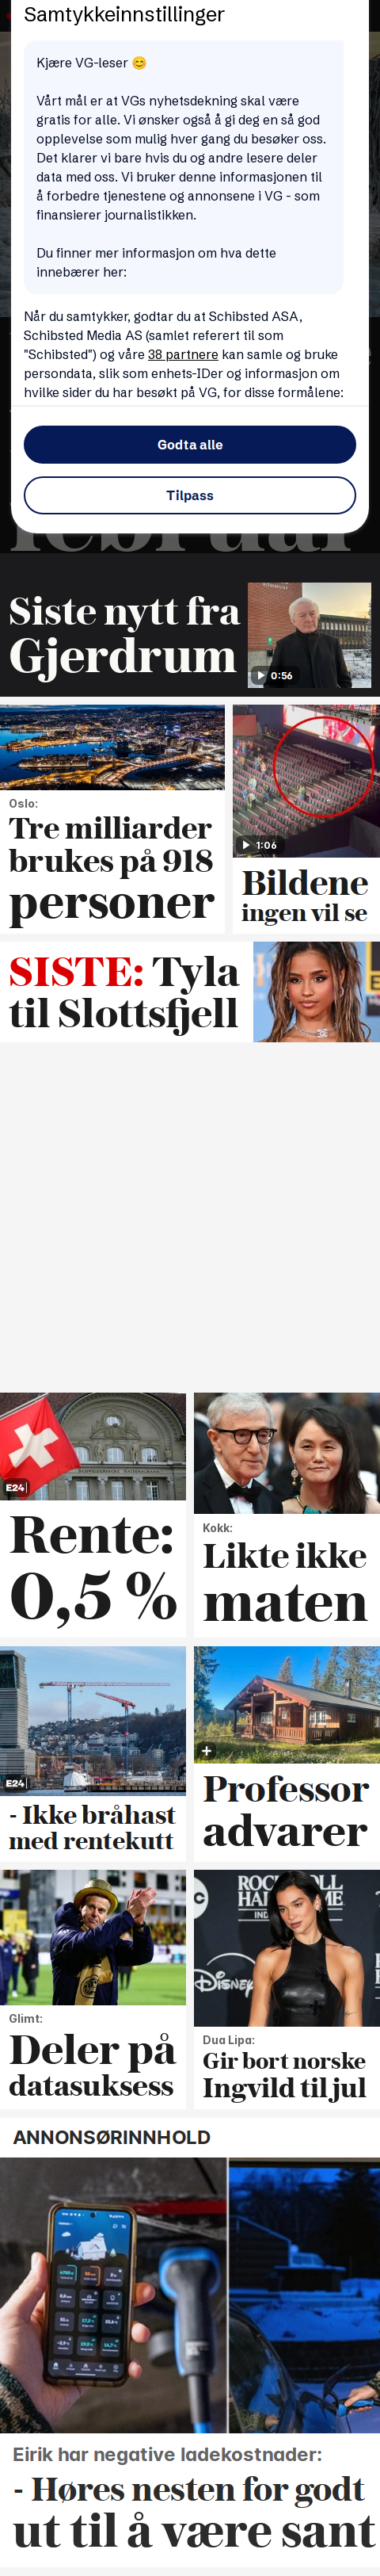 Samtykkeinnstillinger
Kjære VG-leser 😊
Vårt mål er at VGs nyhetsdekning skal være
gratis for alle. Vi ønsker også å gi deg en så god
opplevelse som mulig hver gang du besøker oss.
Det klarer vi bare hvis du og andre lesere deler
data med oss. Vi bruker denne informasjonen til
å forbedre tjenestene og annonsene i VG - som
finansierer journalistikken.
Du finner mer informasjon om hva dette
innebærer her:
Når du samtykker, godtar du at Schibsted ASA,
Schibsted Media AS (samlet referert til som
"Schibsted") og våre 38 partnere kan samle og bruke
persondata, slik som enhets-IDer og informasjon om
hvilke sider du har besøkt på VG, for disse formålene:
Godta alle
Tilpass
februar
Siste nytt fra
Gjerdrum
0:56
Oslo:
Tre milliarder
brukes på 918
personer
1:06
Bildene
ingen vil se
SISTE: Tyla
til Slottsfjell
SCHWEIZERISCHE NATIONALBANK
E24
Rente:
0,5 %
Kokk:
Likte ikke
maten
E24
- Ikke bråhast
med rentekutt
+
Professor
advarer
Glimt:
Deler på
datasuksess
Disney
Dua Lipa:
Gir bort norske
Ingvild til jul
ANNONSØRINNHOLD
Eirik har negative ladekostnader:
- Høres nesten for godt
ut til å være sant